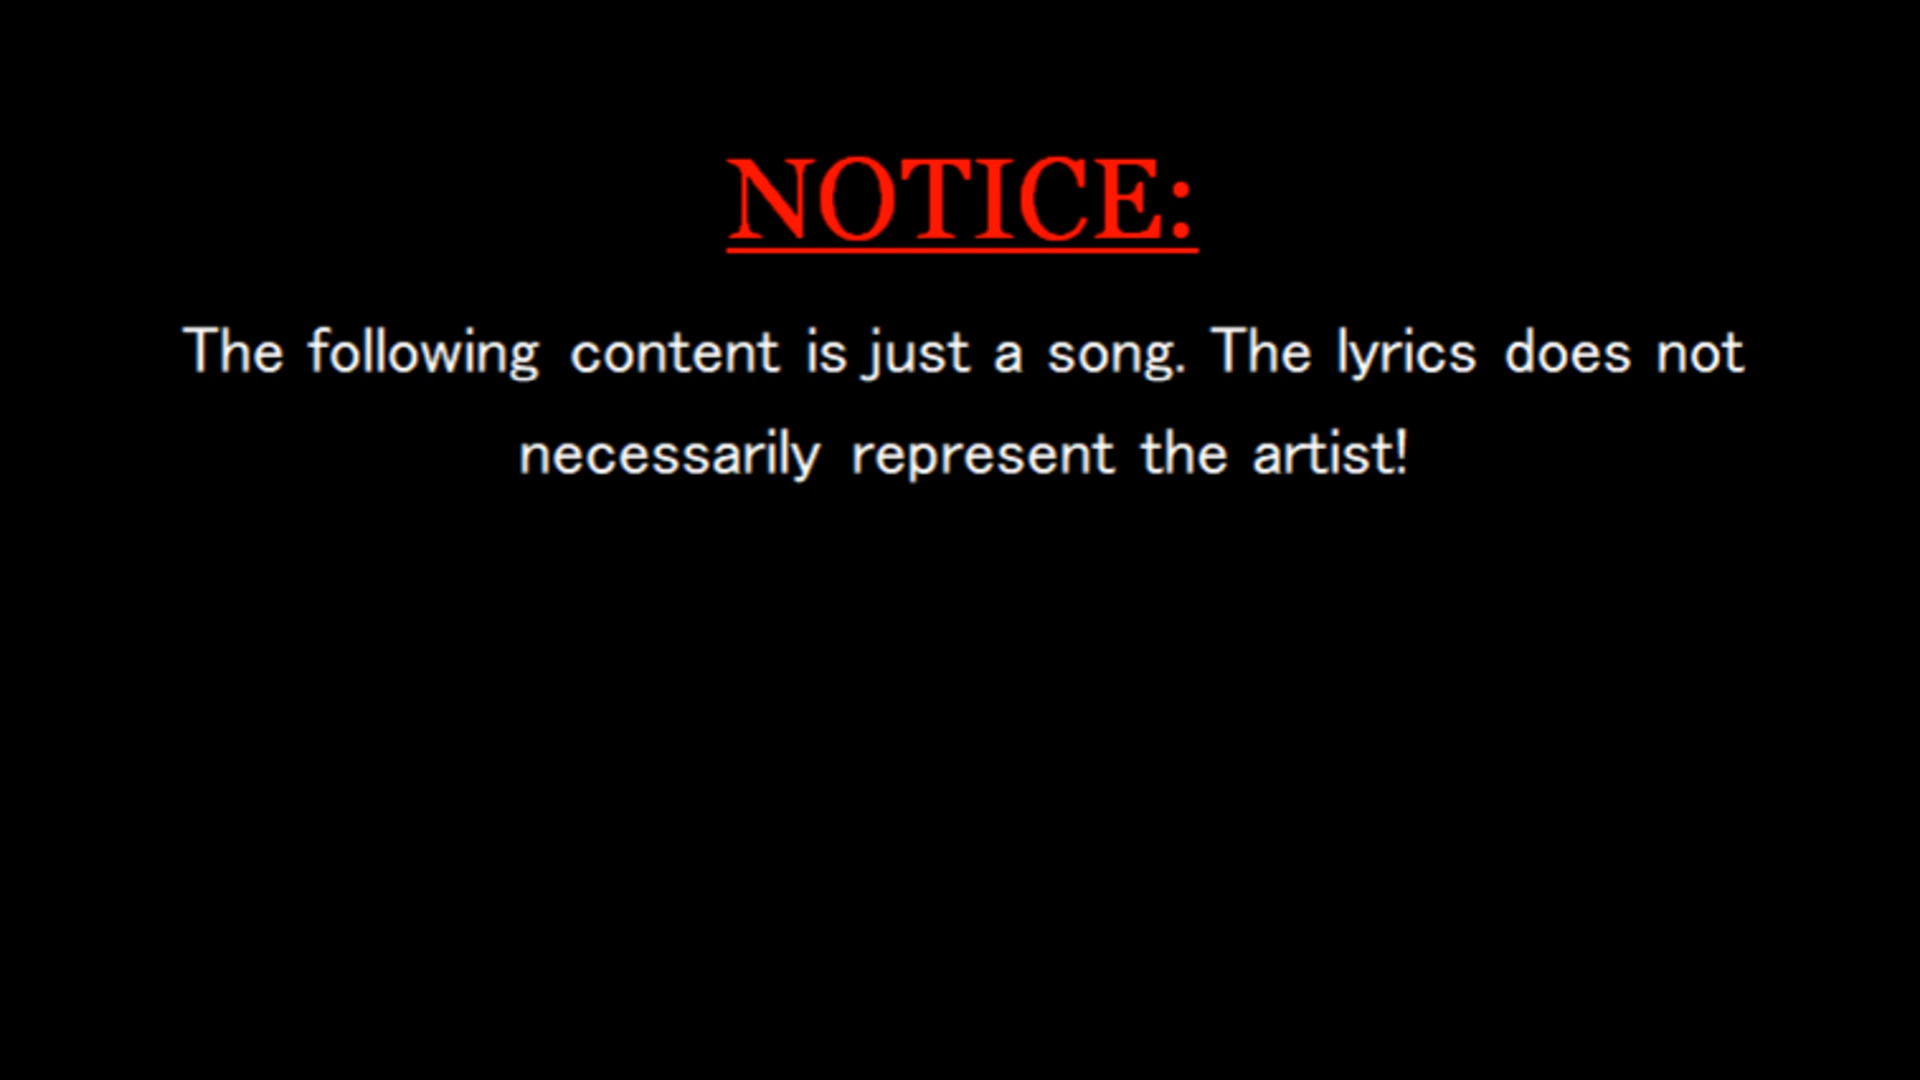 NOTICE:
The following content is just a song. The lyrics does not
necessarily represent the artist!